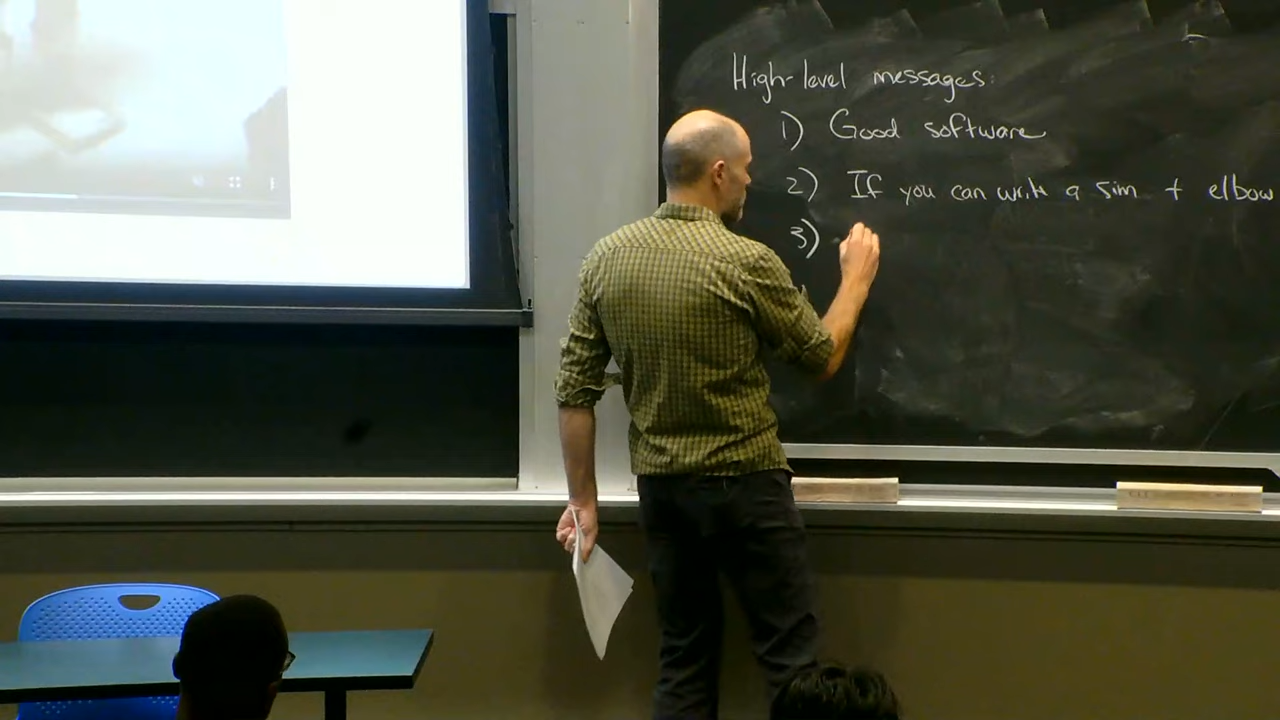 High-level messages:
1) Good software
2) If you can write a sim + elbow
3)